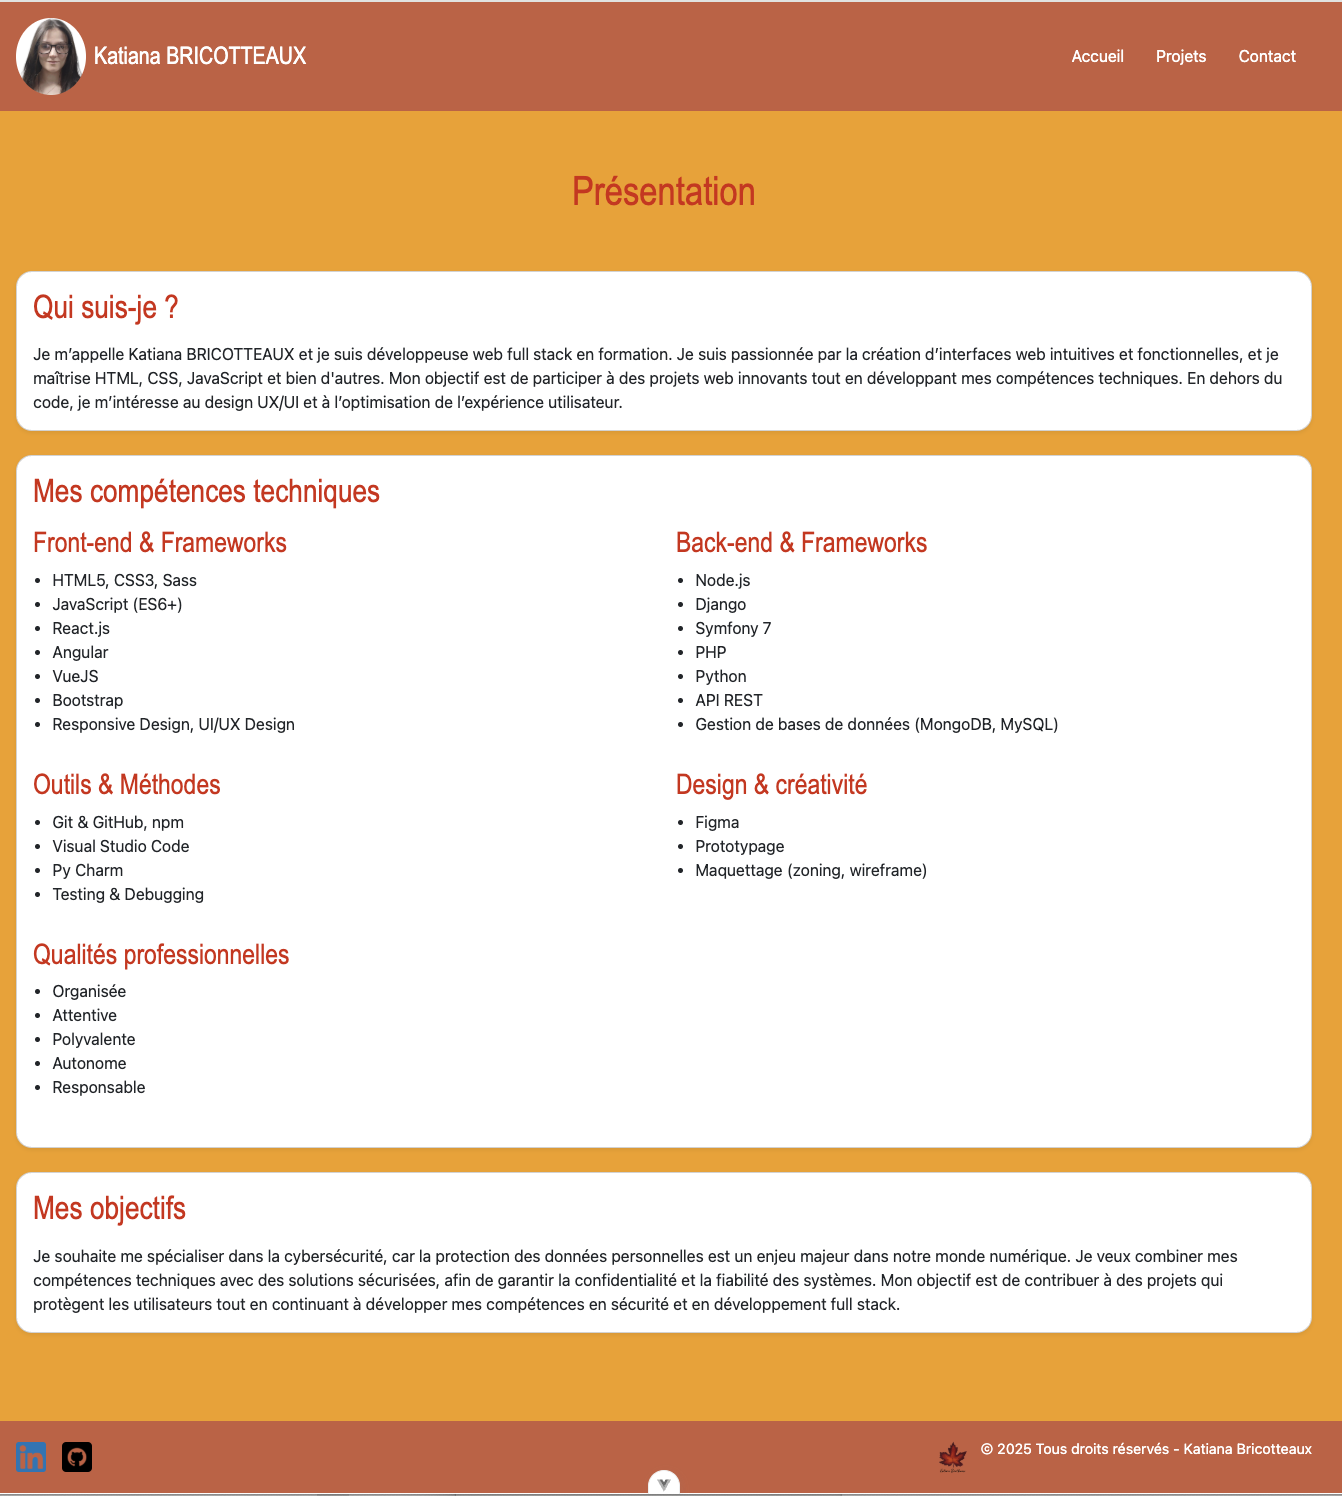 Katiana BRICOTTEAUX
Accueil Projets Contact
Présentation
Qui suis-je ?
Je m’appelle Katiana BRICOTTEAUX et je suis développeuse web full stack en formation. Je suis passionnée par la création d’interfaces web intuitives et fonctionnelles, et je
maîtrise HTML, CSS, JavaScript et bien d'autres. Mon objectif est de participer à des projets web innovants tout en développant mes compétences techniques. En dehors du
code, je m’intéresse au design UX/UI et à l’optimisation de l’expérience utilisateur.
Mes compétences techniques
Front-end & Frameworks
• HTML5, CSS3, Sass
• JavaScript (ES6+)
• React.js
• Angular
• VueJS
• Bootstrap
• Responsive Design, UI/UX Design
Back-end & Frameworks
• Node.js
• Django
• Symfony 7
• PHP
• Python
• API REST
• Gestion de bases de données (MongoDB, MySQL)
Outils & Méthodes
• Git & GitHub, npm
• Visual Studio Code
• Py Charm
• Testing & Debugging
Design & créativité
• Figma
• Prototypage
• Maquettage (zoning, wireframe)
Qualités professionnelles
• Organisée
• Attentive
• Polyvalente
• Autonome
• Responsable
Mes objectifs
Je souhaite me spécialiser dans la cybersécurité, car la protection des données personnelles est un enjeu majeur dans notre monde numérique. Je veux combiner mes
compétences techniques avec des solutions sécurisées, afin de garantir la confidentialité et la fiabilité des systèmes. Mon objectif est de contribuer à des projets qui
protègent les utilisateurs tout en continuant à développer mes compétences en sécurité et en développement full stack.
in
© 2025 Tous droits réservés - Katiana Bricotteaux